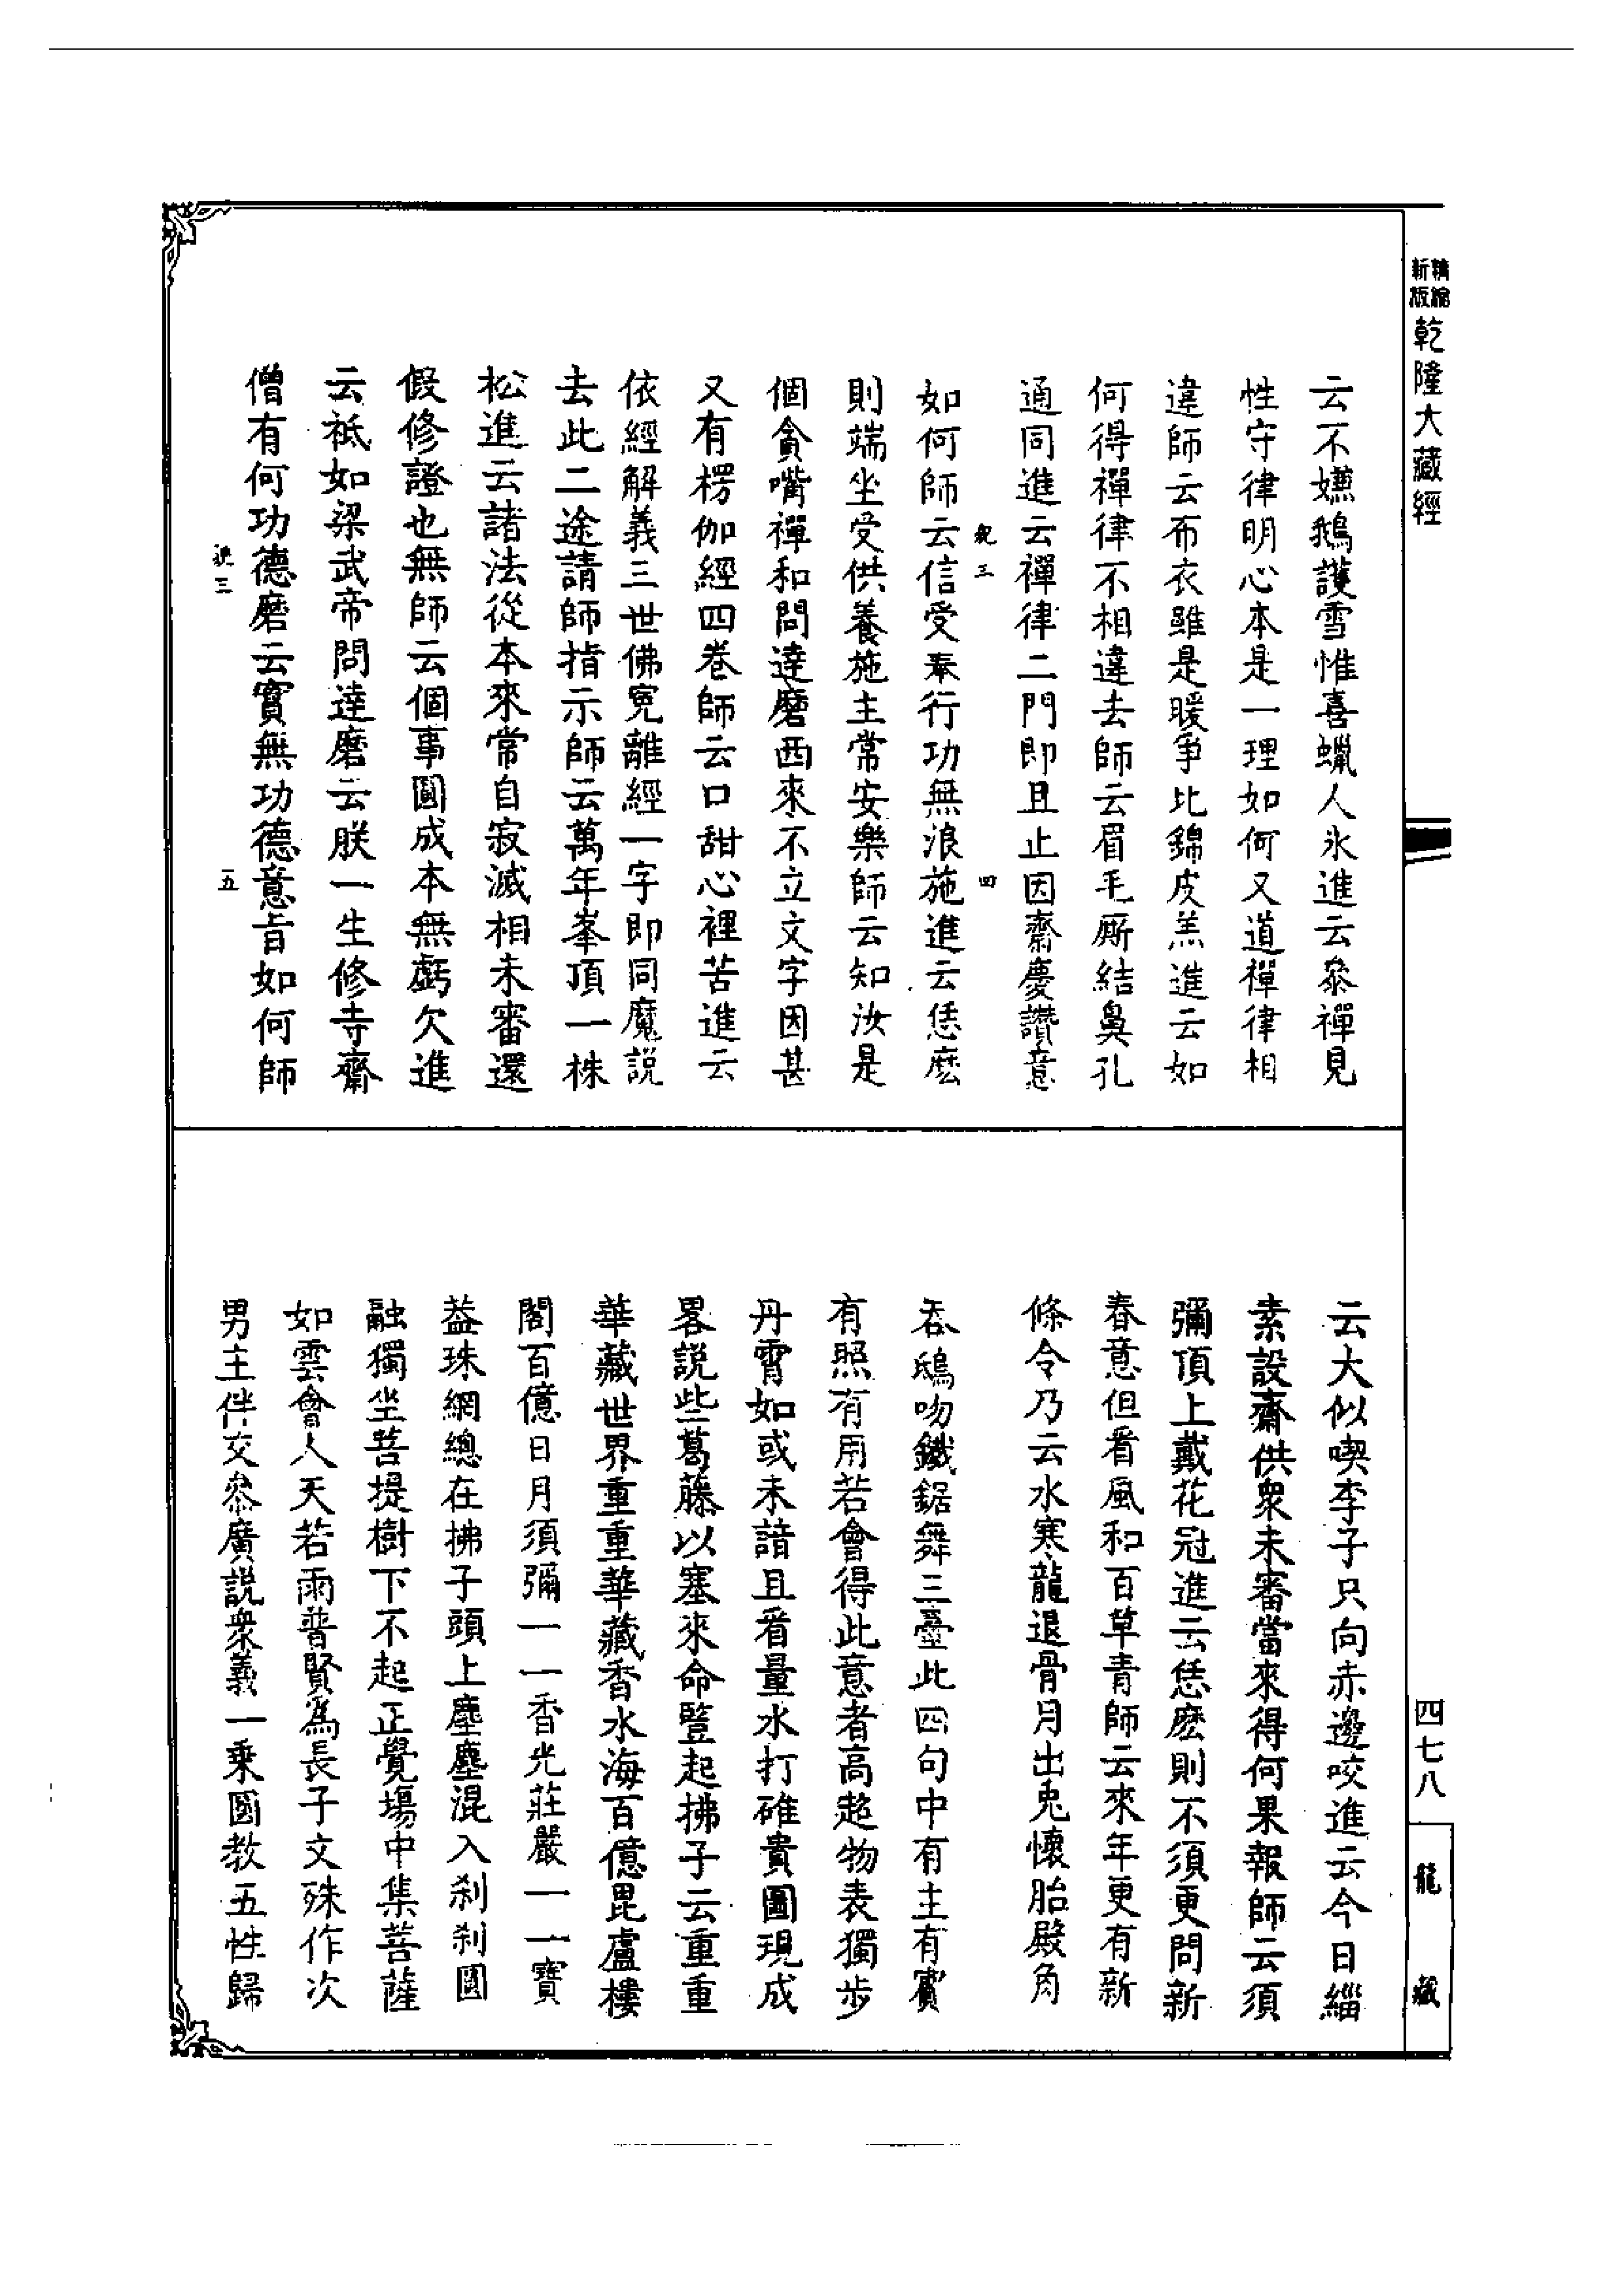 精縮新版乾隆大藏經
云不嫌鵝護雪惟喜蠟人氷進云叅禪見
性守律明心本是一理如何又道禪律相
違師云布衣雖是暖爭比錦皮羔進云如
何得禪律不相違去師云眉毛厮結鼻孔
通同進云禪律二門即且止因齋慶讚意
三 四
如何師云信受奉行功無浪施進云恁麽
則端坐受供養施主常安樂師云知汝是
個貪嘴禪和問達磨西來不立文字因甚
又有楞伽經四卷師云口甜心裡苦進云
依經解義三世佛寃離經一字即同魔説
去此二途請師指示師云萬年峯頂一株
松進云諸法從本來常自寂滅相未審還
假修證也無師云個事圓成本無虧欠進
云祇如梁武帝問達磨云朕一生修寺齋
僧有何功德磨云實無功德意旨如何師
三 五
云大似喫李子只向赤邊咬進云今日緇
素設齋供衆未審當來得何果報師云須
彌頂上戴花冠進云恁麽則不須更問新
春意但看風和百草青師云來年更有新
條令乃云水寒龍退骨月出兎懷胎殿角
吞鴟吻鐵鋸舞三臺此四句中有主有賓
有照有用若會得此意者高超物表獨步
丹霄如或未諳且看量水打碓貴圖現成
畧説些葛藤以塞來命豎起拂子云重重
華藏世界重重華藏香水海百億毘盧樓
閣百億日月須彌一一香光莊嚴一一寶
益珠網總在拂子頭上塵塵混入刹刹圓
融獨坐菩提樹下不起正覺場中集菩薩
如雲會人天若雨普賢爲長子文殊作次
男主伴交叅廣説衆義一乘圓教五性歸
四七八
龍藏